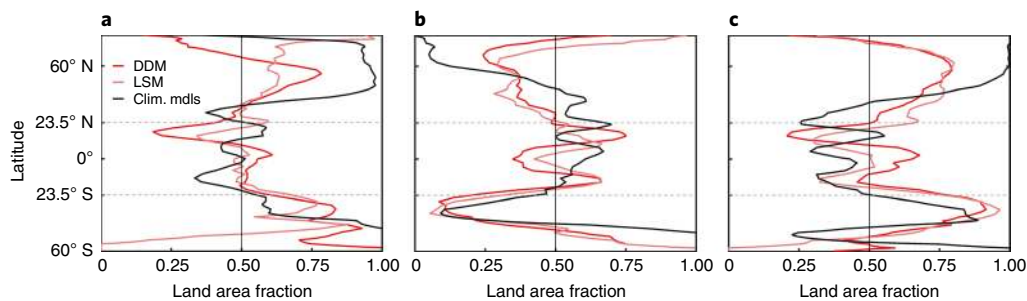 a b c
60° N
23.5° N
0°
23.5° S
60° S
Latitude
DDM
LSM
Clim. mdls
0 0.25 0.50 0.75 1.00
Land area fraction
0 0.25 0.50 0.75 1.00
Land area fraction
0 0.25 0.50 0.75 1.00
Land area fraction